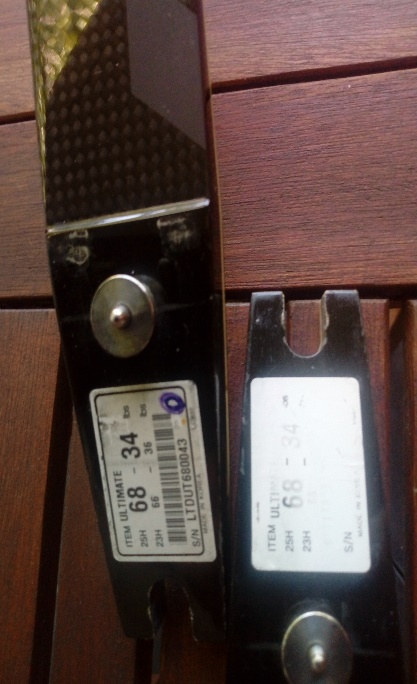 ITEM ULTIMATE
25H 68 - 34 lbs
23H 66 - 36 lbs
S/N LTDUT680043
MADE IN KOREA
ITEM ULTIMATE
25H 68 - 34 lbs
23H 66
S/N
MADE IN KOREA